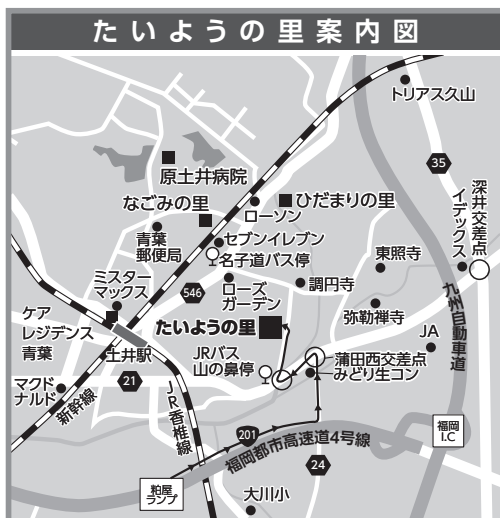 たいようの里案内図
トリアス久山
35
深井交差点
イデックス
原土井病院
なごみの里
ひだまりの里
ローソン
青葉
郵便局
セブンイレブン
名子道バス停
東照寺
ミスター
マックス
546
ローズ
ガーデン
調円寺
九州自動車道
弥勒禅寺
ケア
レジデンス
青葉
たいようの里
土井駅
JRバス
山の鼻停
蒲田西交差点
みどり生コン
JA
マクド
ナルド
21
新幹線
JR香椎線
201
福岡都市高速道4号線
福岡
I.C
24
粕屋
ランプ
大川小